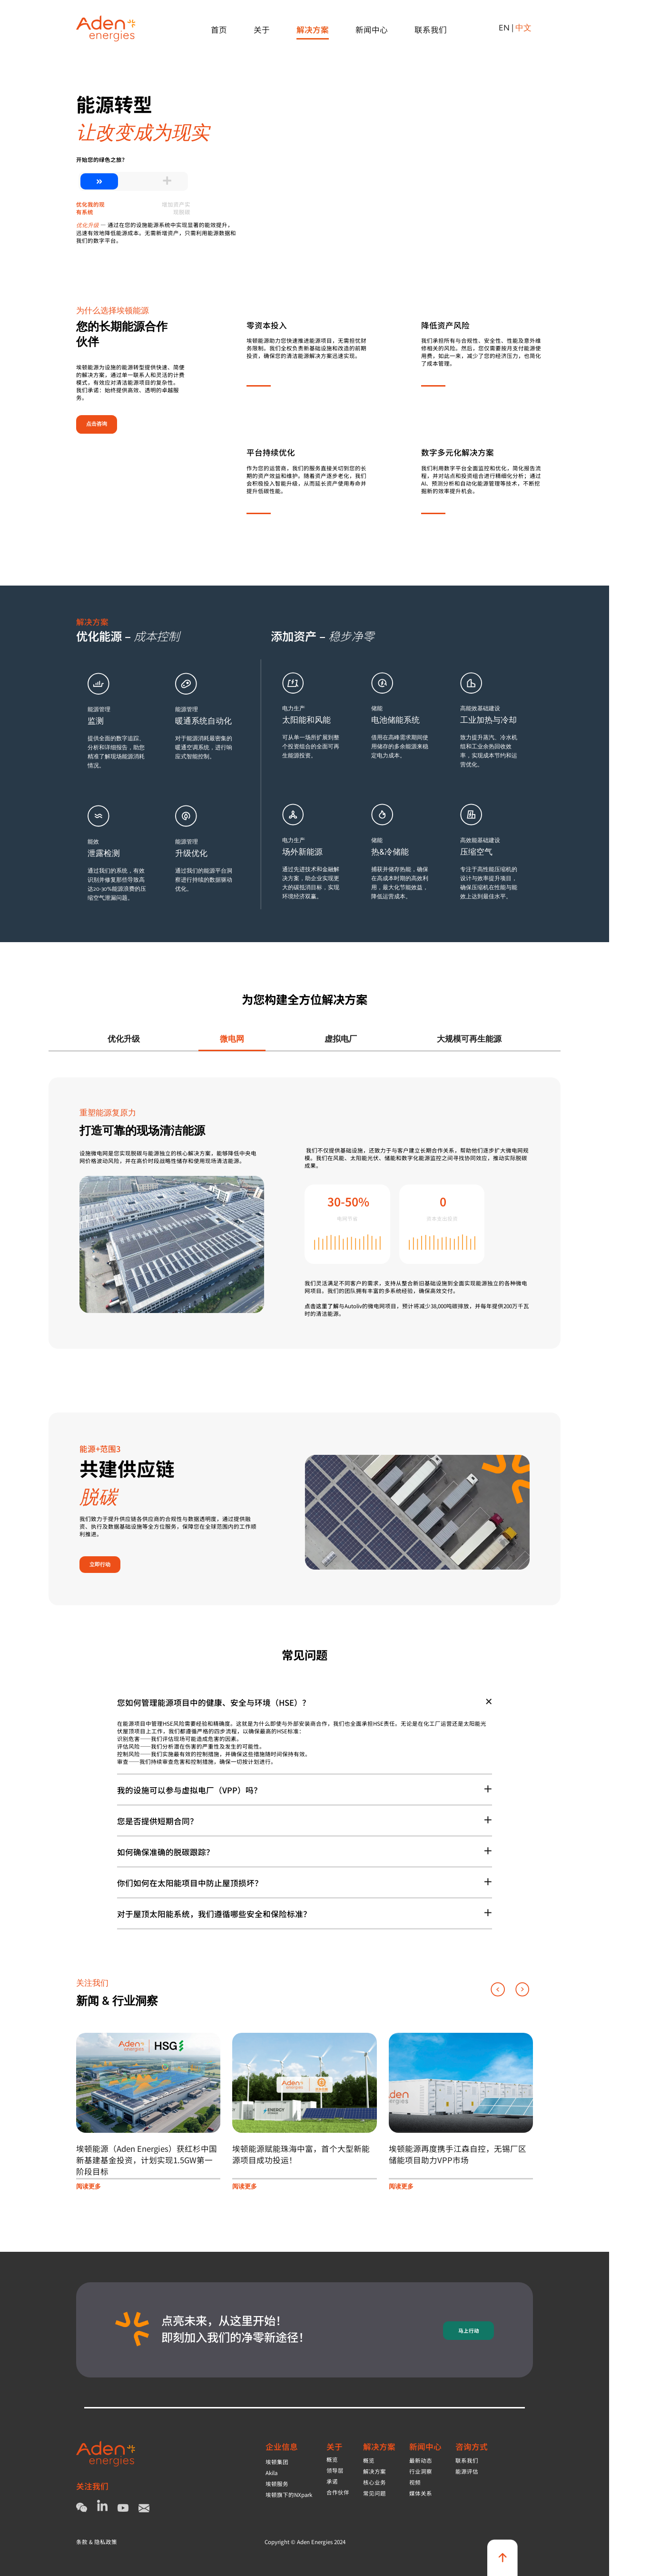 Aden
energies
首页
关于
解决方案
新闻中心
联系我们
EN | 中文
能源转型
让改变成为现实
开始您的绿色之旅?
优化我的现
有系统
增加资产实
现脱碳
优化升级 — 通过在您的设施能源系统中实现显著的能效提升，
迅速有效地降低能源成本。无需新增资产，只需利用能源数据和
我们的数字平台。
为什么选择埃顿能源
您的长期能源合作
伙伴
埃顿能源为设施的能源转型提供快速、简便
的解决方案，通过单一联系人和灵活的计费
模式，有效应对清洁能源项目的复杂性。
我们承诺：始终提供高效、透明的卓越服
务。
点击咨询
零资本投入
埃顿能源助力您快速推进能源项目，无需担忧财
务限制。我们全权负责新基础设施和改造的前期
投资，确保您的清洁能源解决方案迅速实现。
降低资产风险
我们承担所有与合规性、安全性、性能及意外维
修相关的风险。然后，您仅需要按月支付能源使
用费，如此一来，减少了您的经济压力，也简化
了成本管理。
平台持续优化
作为您的运营商，我们的服务直接关切到您的长
期的资产效益和维护。随着资产逐步老化，我们
会积极投入智能升级，从而延长资产使用寿命并
提升低碳性能。
数字多元化解决方案
我们利用数字平台全面监控和优化，简化报告流
程，并对站点和投资组合进行精细化分析；通过
AI、预测分析和自动化能源管理等技术，不断挖
掘新的效率提升机会。
解决方案
优化能源 – 成本控制
添加资产 – 稳步净零
能源管理
监测
提供全面的数字追踪、
分析和详细报告，助您
精准了解现场能源消耗
情况。
能源管理
暖通系统自动化
对于能源消耗最密集的
暖通空调系统，进行响
应式智能控制。
电力生产
太阳能和风能
可从单一场所扩展到整
个投资组合的全面可再
生能源投资。
储能
电池储能系统
借用在高峰需求期间使
用储存的多余能源来稳
定电力成本。
高能效基础建设
工业加热与冷却
致力提升蒸汽、冷水机
组和工业余热回收效
率，实现成本节约和运
营优化。
能效
泄露检测
通过我们的系统，有效
识别并修复那些导致高
达20-30%能源浪费的压
缩空气泄漏问题。
能源管理
升级优化
通过我们的能源平台洞
察进行持续的数据驱动
优化。
电力生产
场外新能源
通过先进技术和金融解
决方案，助企业实现更
大的碳抵消目标，实现
环境经济双赢。
储能
热&冷储能
捕获并储存热能，确保
在高成本时期的高效利
用，最大化节能效益，
降低运营成本。
高效能基础建设
压缩空气
专注于高性能压缩机的
设计与效率提升项目，
确保压缩机在性能与能
效上达到最佳水平。
为您构建全方位解决方案
优化升级
微电网
虚拟电厂
大规模可再生能源
重塑能源复原力
打造可靠的现场清洁能源
设施微电网是您实现脱碳与能源独立的核心解决方案，能够降低中央电
网价格波动风险，并在高价时段战略性储存和使用现场清洁能源。
我们不仅提供基础设施，还致力于与客户建立长期合作关系，帮助他们逐步扩大微电网规
模。我们在风能、太阳能光伏、储能和数字化能源监控之间寻找协同效应，推动实际脱碳
成果。
30-50%
电网节省
0
资本支出投资
我们灵活满足不同客户的需求，支持从整合新旧基础设施到全面实现能源独立的各种微电
网项目。我们的团队拥有丰富的多系统经验，确保高效交付。
点击这里了解与Autoliv的微电网项目，预计将减少38,000吨碳排放，并每年提供200万千瓦
时的清洁能源。
能源+范围3
共建供应链
脱碳
我们致力于提升供应链各供应商的合规性与数据透明度，通过提供融
资、执行及数据基础设施等全方位服务，保障您在全球范围内的工作顺
利推进。
立即行动
常见问题
您如何管理能源项目中的健康、安全与环境（HSE）？
在能源项目中管理HSE风险需要经验和精确度。这就是为什么即使与外部安装商合作，我们也全面承担HSE责任。无论是在化工厂运营还是太阳能光
伏屋顶项目上工作，我们都遵循严格的四步流程，以确保最高的HSE标准：
识别危害——我们评估现场可能造成危害的因素。
评估风险——我们分析潜在伤害的严重性及发生的可能性。
控制风险——我们实施最有效的控制措施，并确保这些措施随时间保持有效。
审查——我们持续审查危害和控制措施，确保一切按计划进行。
我的设施可以参与虚拟电厂（VPP）吗?
您是否提供短期合同?
如何确保准确的脱碳跟踪?
你们如何在太阳能项目中防止屋顶损坏?
对于屋顶太阳能系统，我们遵循哪些安全和保险标准?
关注我们
新闻 & 行业洞察
Aden energies | HSG
埃顿能源（Aden Energies）获红杉中国
新基建基金投资，计划实现1.5GW第一
阶段目标
阅读更多
埃顿能源赋能珠海中富，首个大型新能
源项目成功投运！
阅读更多
埃顿能源再度携手江森自控，无锡厂区
储能项目助力VPP市场
阅读更多
点亮未来，从这里开始！
即刻加入我们的净零新途径！
马上行动
Aden
energies
关注我们
企业信息
埃顿集团
Akila
埃顿服务
埃顿旗下的NXpark
关于
概览
领导层
承诺
合作伙伴
解决方案
概览
解决方案
核心业务
常见问题
新闻中心
最新动态
行业洞察
视频
媒体关系
咨询方式
联系我们
能源评估
条款 & 隐私政策
Copyright © Aden Energies 2024